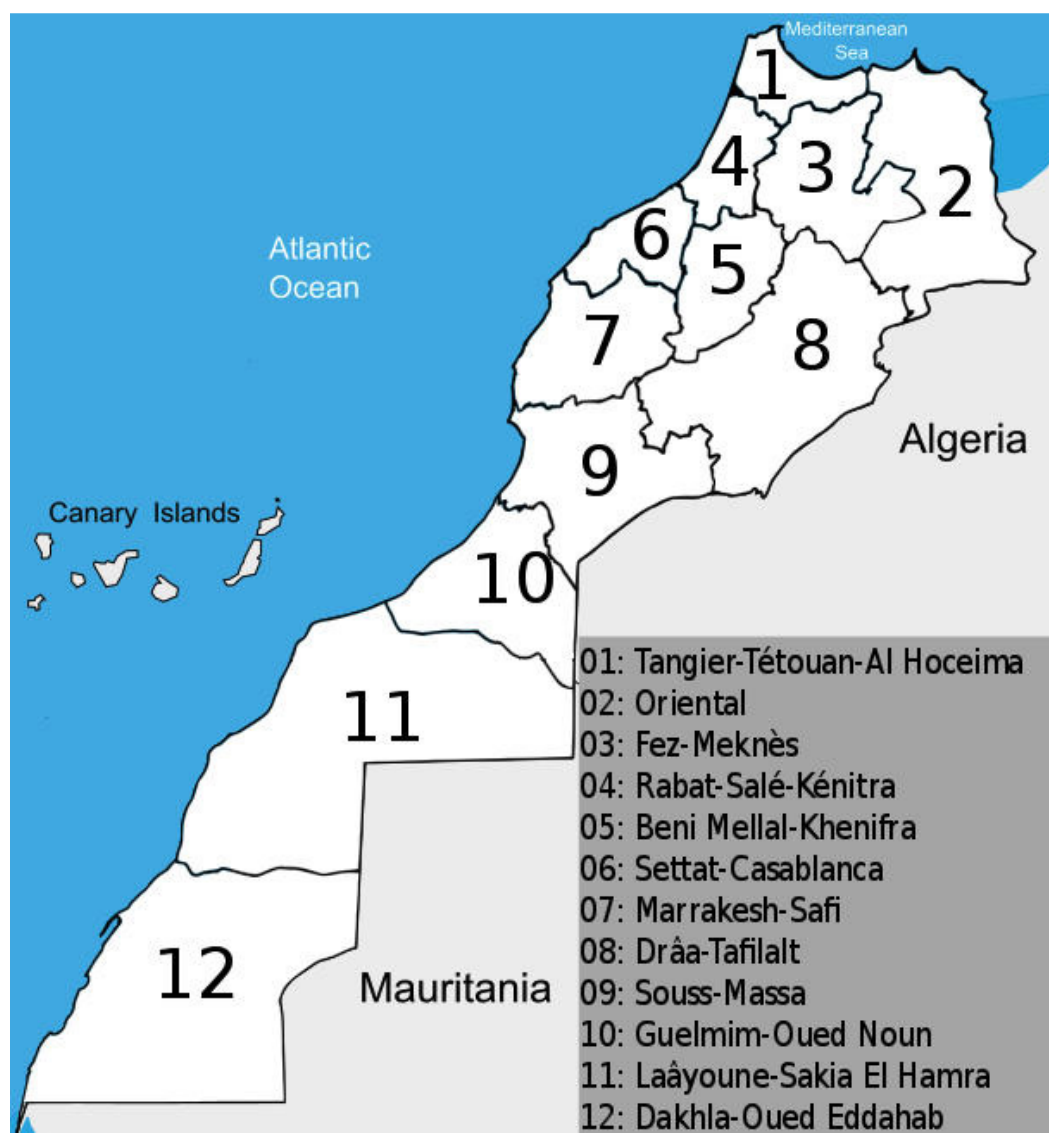 Mediterranean
Sea
1
4
3
2
6
5
Atlantic
Ocean
7
8
Algeria
9
Canary Islands
10
01: Tangier-Tétouan-Al Hoceima
02: Oriental
11
03: Fez-Meknès
04: Rabat-Salé-Kénitra
05: Beni Mellal-Khenifra
06: Settat-Casablanca
07: Marrakesh-Safi
08: Drâa-Tafilalt
12
Mauritania
09: Souss-Massa
10: Guelmim-Oued Noun
11: Laâyoune-Sakia El Hamra
12: Dakhla-Oued Eddahab